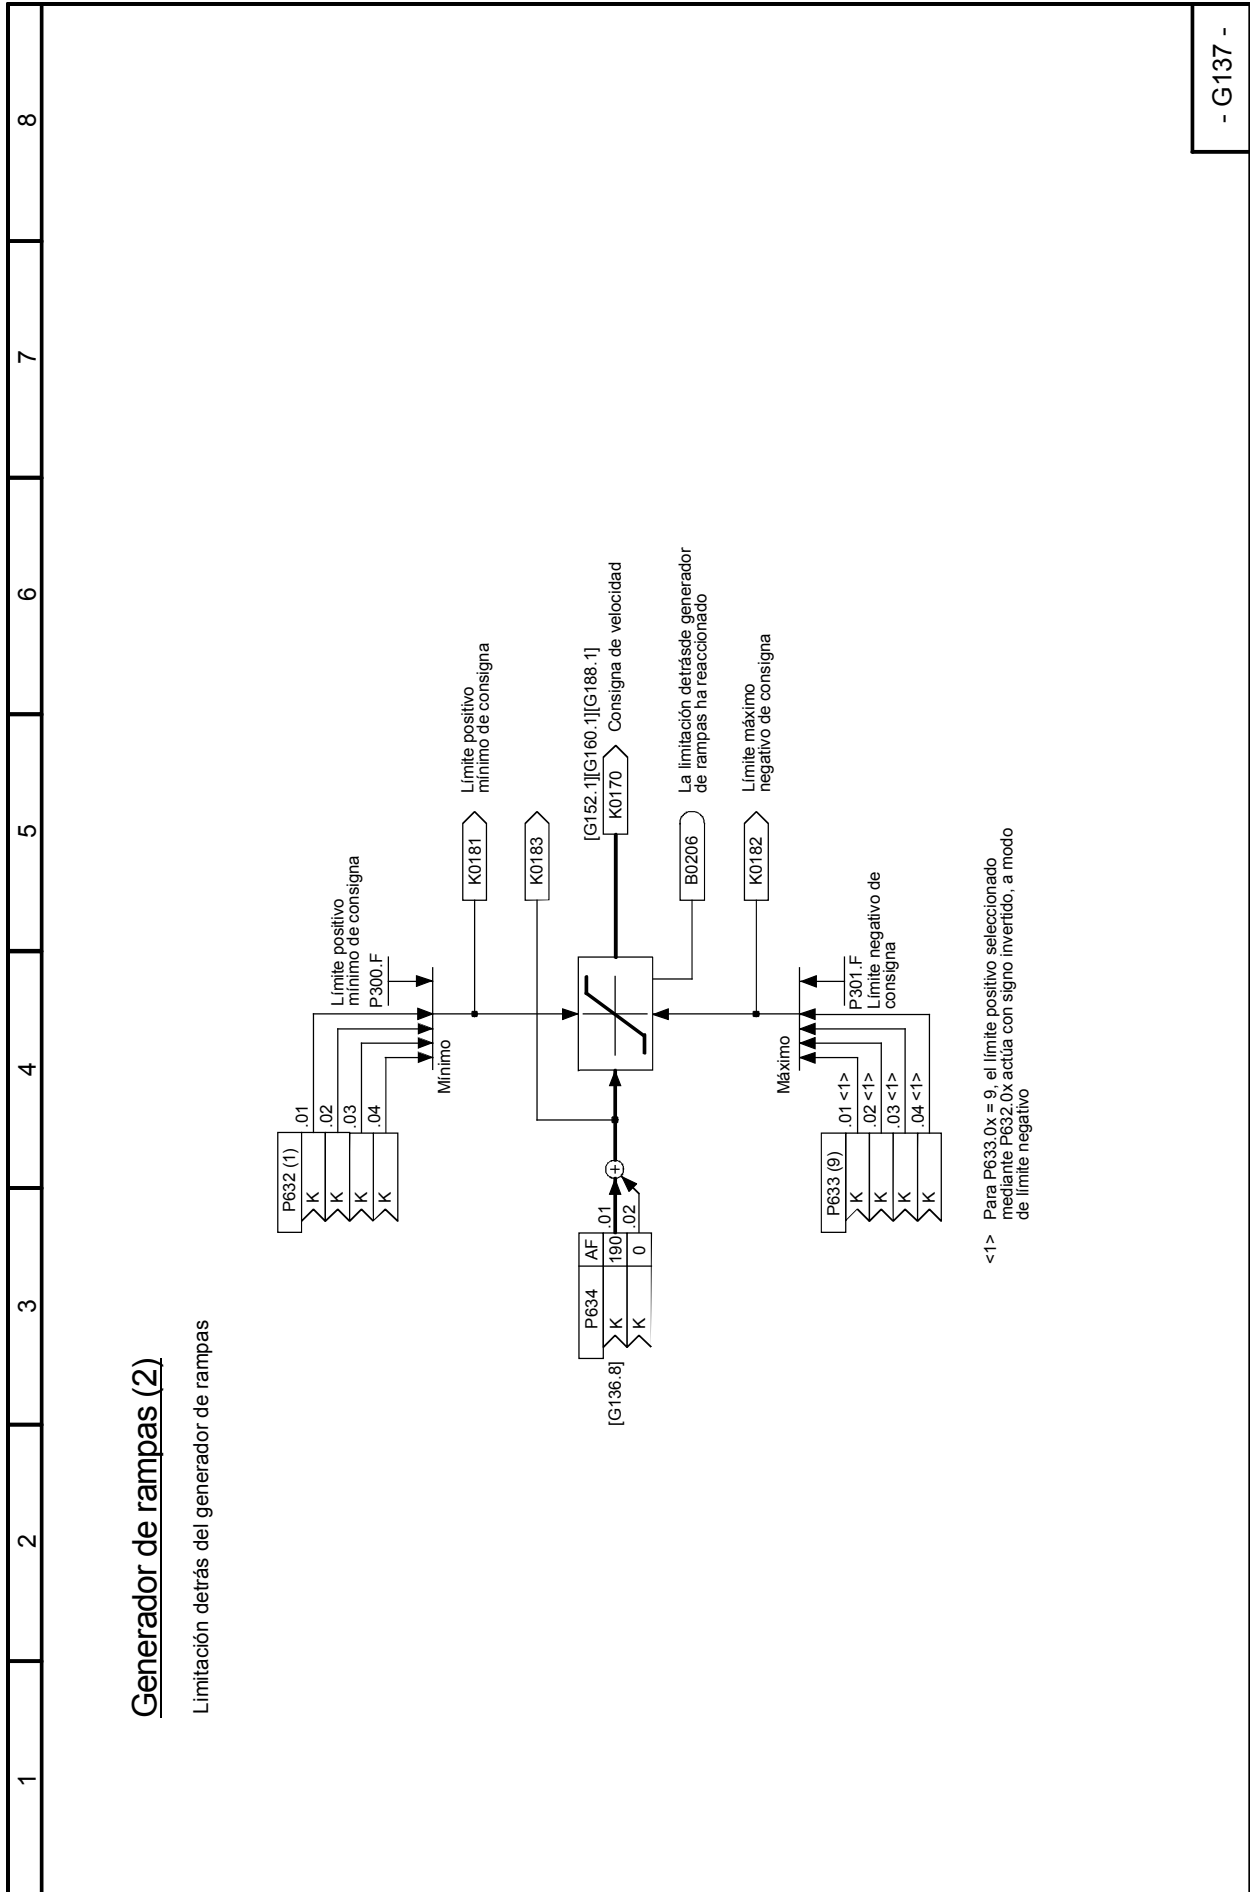 1 2 3 4 5 6 7 8
Generador de rampas (2)
Limitación detrás del generador de rampas
P632 (1)
K .01
K .02
K .03
K .04
Límite positivo
mínimo de consigna
P300.F
Mínimo
K0181
Límite positivo
mínimo de consigna
K0183
[G136.8]
P634 AF
K 190 .01
K 0 .02
+
[G152.1][G160.1][G188.1]
K0170 Consigna de velocidad
B0206
La limitación detrásde generador
de rampas ha reaccionado
K0182
Límite máximo
negativo de consigna
Máximo
P301.F
Límite negativo de
consigna
P633 (9)
K .01 <1>
K .02 <1>
K .03 <1>
K .04 <1>
<1> Para P633.0x = 9, el límite positivo seleccionado
mediante P632.0x actúa con signo invertido, a modo
de límite negativo
- G137 -